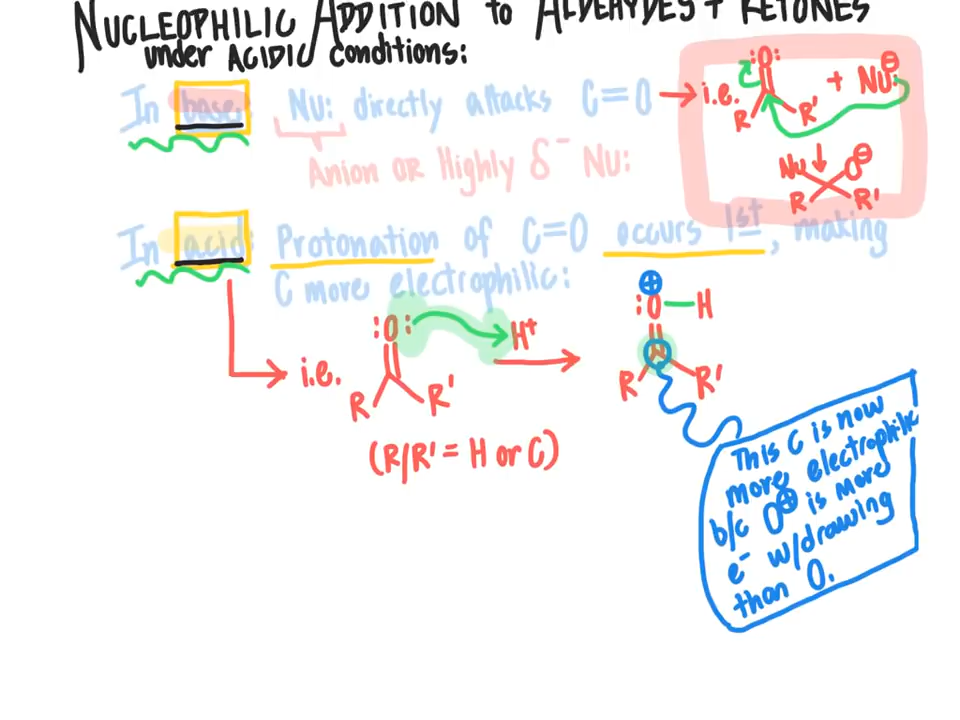 NUCLEOPHILIC ADDITION to ALDEHYDES + KETONES
under ACIDIC conditions:
In base: Nu: directly attacks C=O → i.e.
:O: + Nu:⊖
R R'
Anion OR Highly δ⁻ Nu:
Nu O⊖
R R'
In acid: Protonation of C=O occurs 1st, making
C more electrophilic:
i.e. :O: H⁺
R R'
⊕
:O—H
R R'
(R/R' = H or C)
This C is now
more electrophilic
b/c O⊕ is more
e⁻ w/drawing
than O.